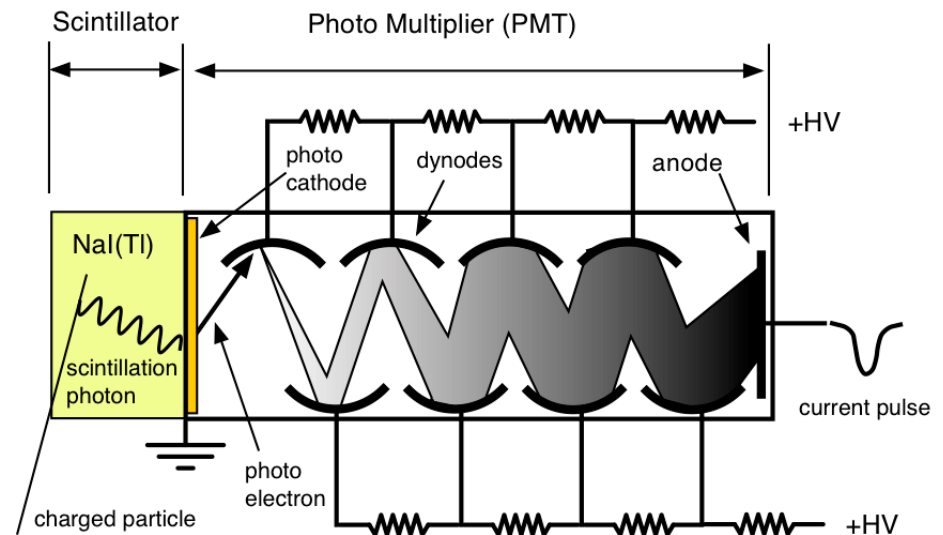 Scintillator
Photo Multiplier (PMT)
+HV
photo
cathode
dynodes
anode
NaI(Tl)
scintillation
photon
current pulse
photo
electron
charged particle
+HV